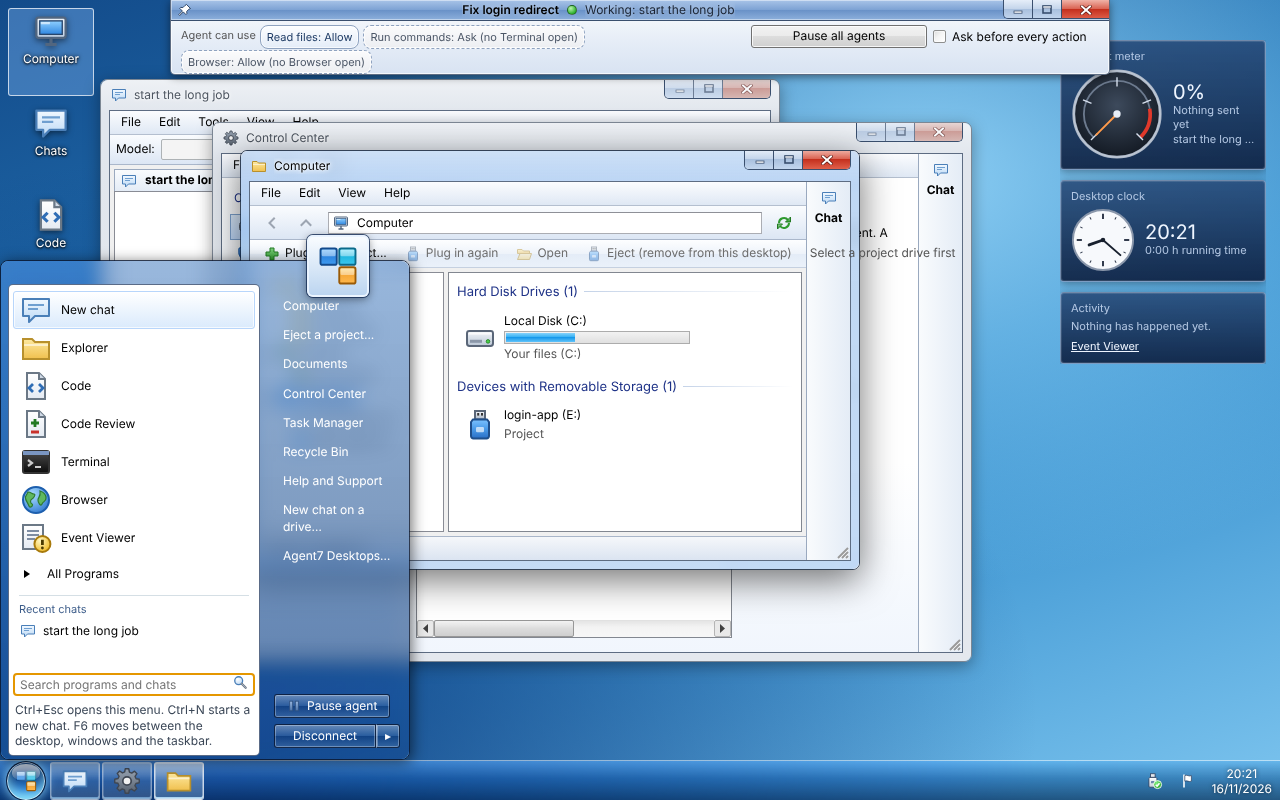 Computer
Chats
Code
Fix login redirect
Working: start the long job
Agent can use
Read files: Allow
Run commands: Ask (no Terminal open)
Browser: Allow (no Browser open)
Pause all agents
Ask before every action
meter
0%
Nothing sent
yet
start the long ...
Desktop clock
20:21
0:00 h running time
Activity
Nothing has happened yet.
Event Viewer
start the long job
File Edit Tools View Help
Model:
start the lon
Control Center
Computer
File Edit View Help
Computer
Plug in again
Open
Eject (remove from this desktop)
Select a project drive first
Chat
Chat
ent. A
Hard Disk Drives (1)
Local Disk (C:)
Your files (C:)
Devices with Removable Storage (1)
login-app (E:)
Project
New chat
Explorer
Code
Code Review
Terminal
Browser
Event Viewer
All Programs
Recent chats
start the long job
Search programs and chats
Ctrl+Esc opens this menu. Ctrl+N starts a
new chat. F6 moves between the
desktop, windows and the taskbar.
Computer
Eject a project...
Documents
Control Center
Task Manager
Recycle Bin
Help and Support
New chat on a
drive...
Agent7 Desktops...
Pause agent
Disconnect
20:21
16/11/2026